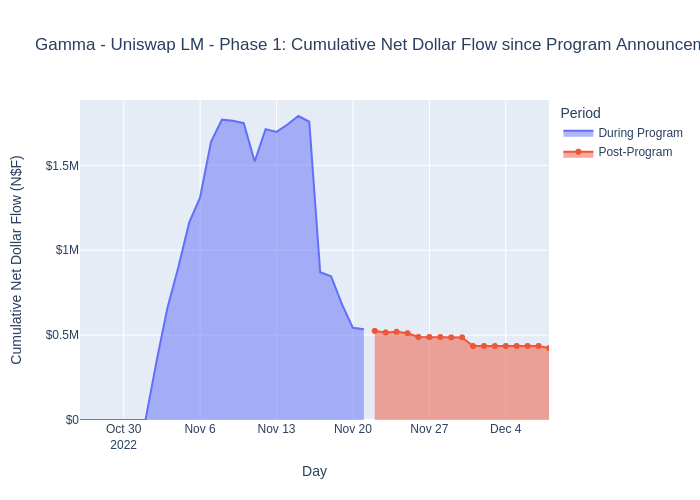 Gamma - Uniswap LM - Phase 1: Cumulative Net Dollar Flow since Program
Period
During Program
Post-Program
Cumulative Net Dollar Flow (N$F)
$1.5M
$1M
$0.5M
$0
Oct 30
2022
Nov 6
Nov 13
Nov 20
Nov 27
Dec 4
Day